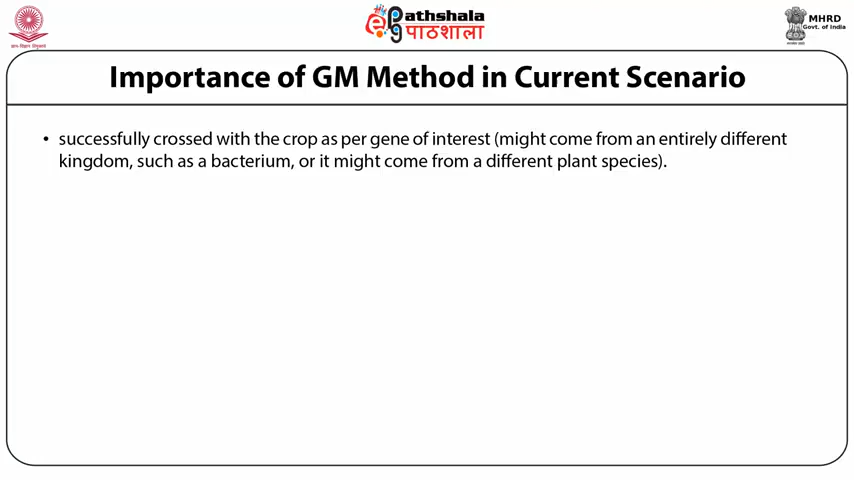 ePathshala
पाठशाला
MHRD
Govt. of India
Importance of GM Method in Current Scenario
• successfully crossed with the crop as per gene of interest (might come from an entirely different
kingdom, such as a bacterium, or it might come from a different plant species).